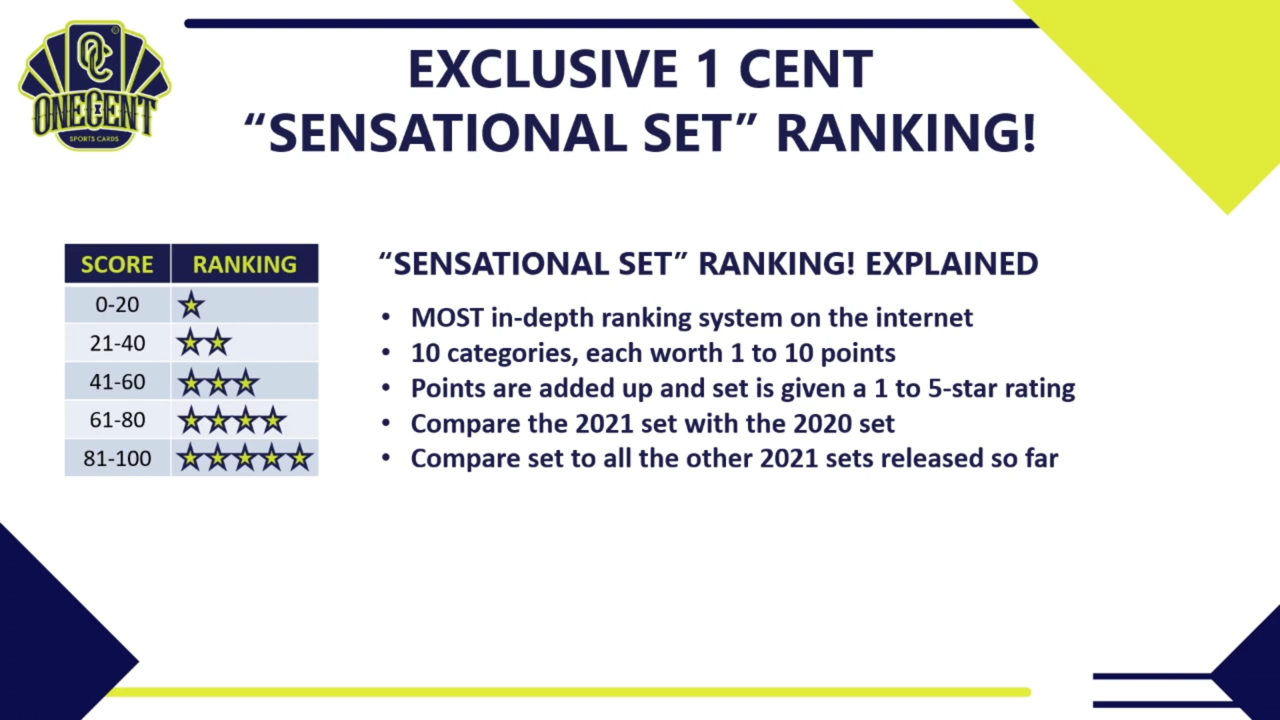 OC
ONECENT
SPORTS CARDS
EXCLUSIVE 1 CENT
“SENSATIONAL SET” RANKING!
SCORE RANKING
0-20
21-40
41-60
61-80
81-100
“SENSATIONAL SET” RANKING! EXPLAINED
• MOST in-depth ranking system on the internet
• 10 categories, each worth 1 to 10 points
• Points are added up and set is given a 1 to 5-star rating
• Compare the 2021 set with the 2020 set
• Compare set to all the other 2021 sets released so far